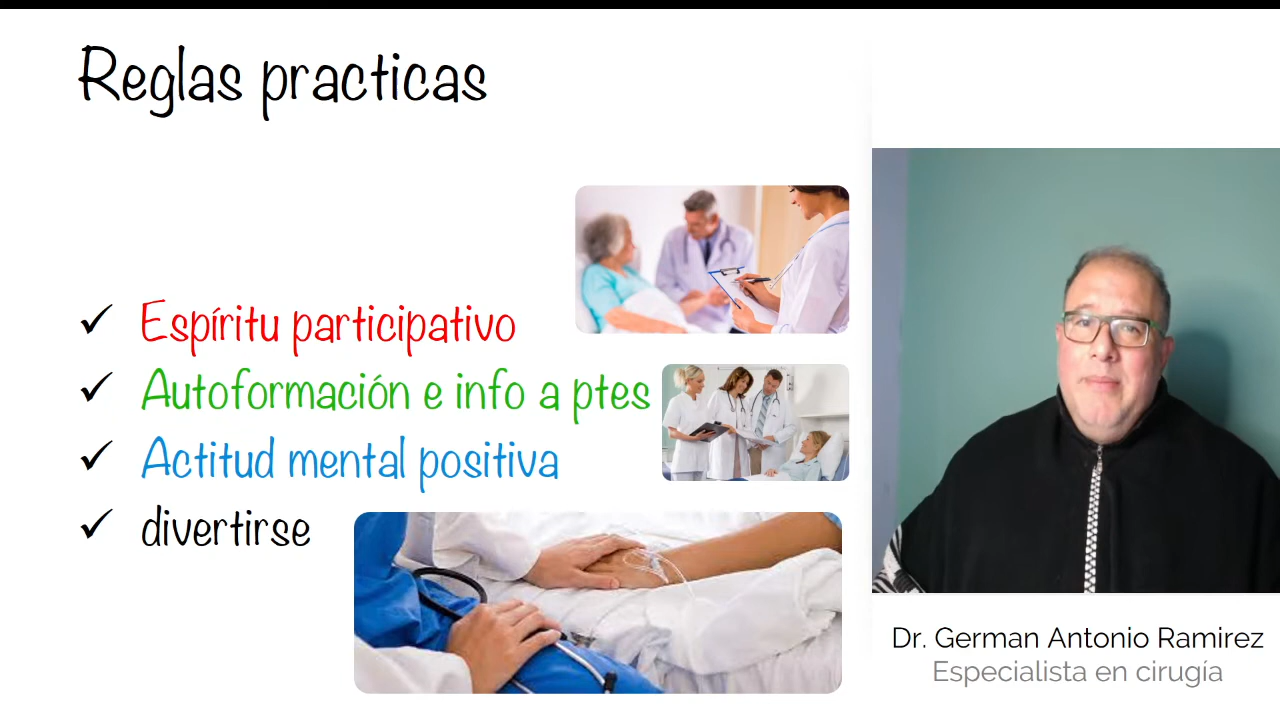 Reglas practicas
✓ Espíritu participativo
✓ Autoformación e info a ptes
✓ Actitud mental positiva
✓ divertirse
Dr. German Antonio Ramirez
Especialista en cirugía